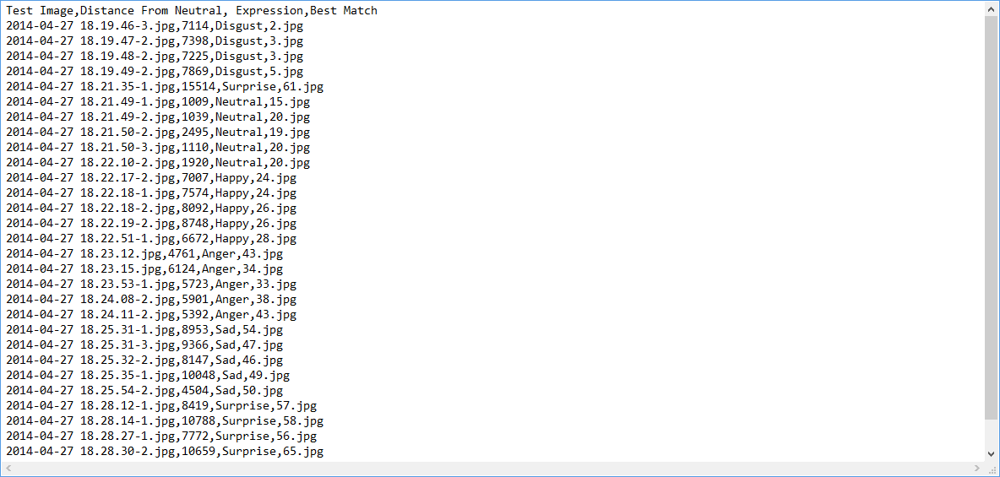 Test Image,Distance From Neutral, Expression,Best Match
2014-04-27 18.19.46-3.jpg,7114,Disgust,2.jpg
2014-04-27 18.19.47-2.jpg,7398,Disgust,3.jpg
2014-04-27 18.19.48-2.jpg,7225,Disgust,3.jpg
2014-04-27 18.19.49-2.jpg,7869,Disgust,5.jpg
2014-04-27 18.21.35-1.jpg,15514,Surprise,61.jpg
2014-04-27 18.21.49-1.jpg,1009,Neutral,15.jpg
2014-04-27 18.21.49-2.jpg,1039,Neutral,20.jpg
2014-04-27 18.21.50-2.jpg,2495,Neutral,19.jpg
2014-04-27 18.21.50-3.jpg,1110,Neutral,20.jpg
2014-04-27 18.22.10-2.jpg,1920,Neutral,20.jpg
2014-04-27 18.22.17-2.jpg,7007,Happy,24.jpg
2014-04-27 18.22.18-1.jpg,7574,Happy,24.jpg
2014-04-27 18.22.18-2.jpg,8092,Happy,26.jpg
2014-04-27 18.22.19-2.jpg,8748,Happy,26.jpg
2014-04-27 18.22.51-1.jpg,6672,Happy,28.jpg
2014-04-27 18.23.12.jpg,4761,Anger,43.jpg
2014-04-27 18.23.15.jpg,6124,Anger,34.jpg
2014-04-27 18.23.53-1.jpg,5723,Anger,33.jpg
2014-04-27 18.24.08-2.jpg,5901,Anger,38.jpg
2014-04-27 18.24.11-2.jpg,5392,Anger,43.jpg
2014-04-27 18.25.31-1.jpg,8953,Sad,54.jpg
2014-04-27 18.25.31-3.jpg,9366,Sad,47.jpg
2014-04-27 18.25.32-2.jpg,8147,Sad,46.jpg
2014-04-27 18.25.35-1.jpg,10048,Sad,49.jpg
2014-04-27 18.25.54-2.jpg,4504,Sad,50.jpg
2014-04-27 18.28.12-1.jpg,8419,Surprise,57.jpg
2014-04-27 18.28.14-1.jpg,10788,Surprise,58.jpg
2014-04-27 18.28.27-1.jpg,7772,Surprise,56.jpg
2014-04-27 18.28.30-2.jpg,10659,Surprise,65.jpg